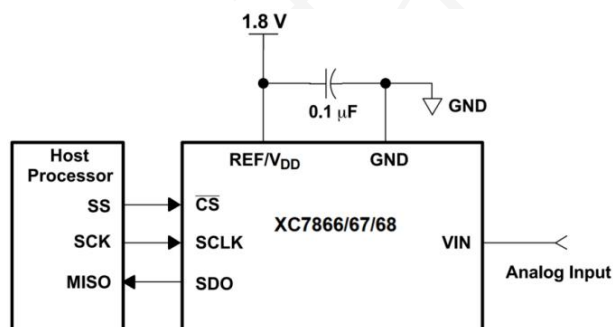 1.8 V
0.1 μF
GND
Host
Processor
SS
SCK
MISO
REF/VDD
GND
CS
SCLK
SDO
XC7866/67/68
VIN
Analog Input